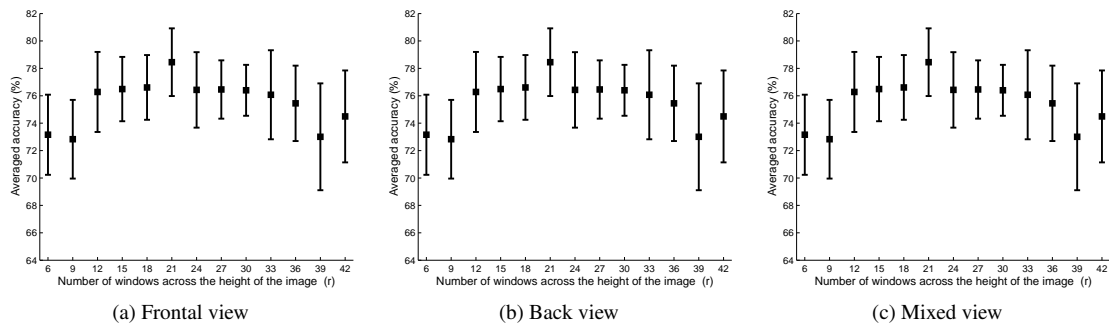 82
80
78
76
74
72
70
68
66
64
Averaged accuracy (%)
6 9 12 15 18 21 24 27 30 33 36 39 42
Number of windows across the height of the image (r)
(a) Frontal view
82
80
78
76
74
72
70
68
66
64
Averaged accuracy (%)
6 9 12 15 18 21 24 27 30 33 36 39 42
Number of windows across the height of the image (r)
(b) Back view
82
80
78
76
74
72
70
68
66
64
Averaged accuracy (%)
6 9 12 15 18 21 24 27 30 33 36 39 42
Number of windows across the height of the image (r)
(c) Mixed view